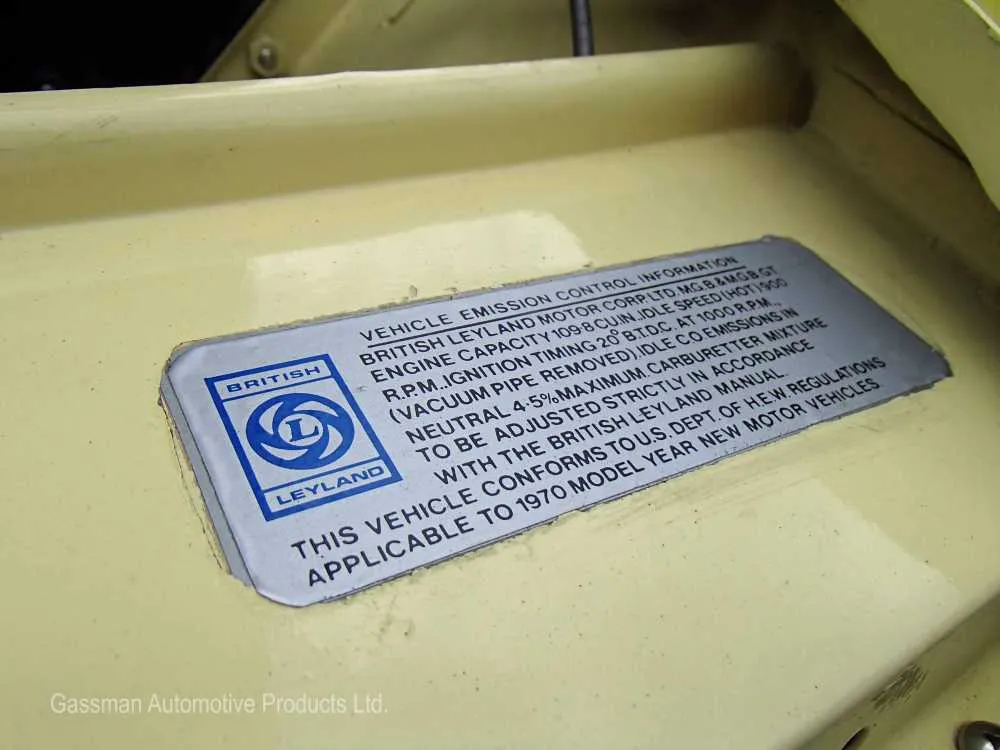 VEHICLE EMISSION CONTROL INFORMATION
BRITISH LEYLAND MOTOR CORP. LTD. M.G.B. & M.G.B. GT
ENGINE CAPACITY 109·8 CU.IN. IDLE SPEED (HOT) 900
R.P.M. IGNITION TIMING 20° B.T.D.C. AT 1000 R.P.M.,
(VACUUM PIPE REMOVED). IDLE CO EMISSIONS IN
NEUTRAL 4·5% MAXIMUM. CARBURETTER MIXTURE
TO BE ADJUSTED STRICTLY IN ACCORDANCE
WITH THE BRITISH LEYLAND MANUAL.
THIS VEHICLE CONFORMS TO U.S. DEPT. OF H.E.W. REGULATIONS
APPLICABLE TO 1970 MODEL YEAR NEW MOTOR VEHICLES.
BRITISH
L
LEYLAND
Gassman Automotive Products Ltd.